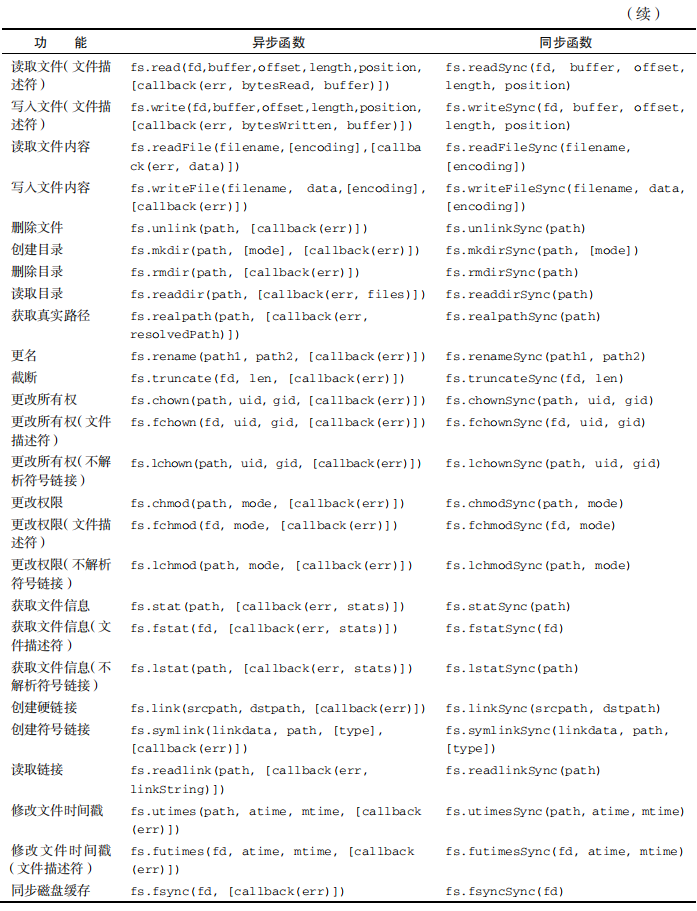 （续）
功 能 异步函数 同步函数
读取文件(文件描 fs.read(fd,buffer,offset,length,position, fs.readSync(fd, buffer, offset,
述符) [callback(err, bytesRead, buffer)]) length, position)
写入文件(文件描 fs.write(fd,buffer,offset,length,position, fs.writeSync(fd, buffer, offset,
述符) [callback(err, bytesWritten, buffer)]) length, position)
读取文件内容 fs.readFile(filename,[encoding],[callba fs.readFileSync(filename,
ck(err, data)]) [encoding])
写入文件内容 fs.writeFile(filename, data,[encoding], fs.writeFileSync(filename, data,
[callback(err)]) [encoding])
删除文件 fs.unlink(path, [callback(err)]) fs.unlinkSync(path)
创建目录 fs.mkdir(path, [mode], [callback(err)]) fs.mkdirSync(path, [mode])
删除目录 fs.rmdir(path, [callback(err)]) fs.rmdirSync(path)
读取目录 fs.readdir(path, [callback(err, files)]) fs.readdirSync(path)
获取真实路径 fs.realpath(path, [callback(err, fs.realpathSync(path)
resolvedPath)])
更名 fs.rename(path1, path2, [callback(err)]) fs.renameSync(path1, path2)
截断 fs.truncate(fd, len, [callback(err)]) fs.truncateSync(fd, len)
更改所有权 fs.chown(path, uid, gid, [callback(err)]) fs.chownSync(path, uid, gid)
更改所有权(文件 fs.fchown(fd, uid, gid, [callback(err)]) fs.fchownSync(fd, uid, gid)
描述符)
更改所有权(不解 fs.lchown(path, uid, gid, [callback(err)]) fs.lchownSync(path, uid, gid)
析符号链接)
更改权限 fs.chmod(path, mode, [callback(err)]) fs.chmodSync(path, mode)
更改权限(文件描 fs.fchmod(fd, mode, [callback(err)]) fs.fchmodSync(fd, mode)
述符)
更改权限(不解析 fs.lchmod(path, mode, [callback(err)]) fs.lchmodSync(path, mode)
符号链接)
获取文件信息 fs.stat(path, [callback(err, stats)]) fs.statSync(path)
获取文件信息(文 fs.fstat(fd, [callback(err, stats)]) fs.fstatSync(fd)
件描述符)
获取文件信息(不 fs.lstat(path, [callback(err, stats)]) fs.lstatSync(path)
解析符号链接)
创建硬链接 fs.link(srcpath, dstpath, [callback(err)]) fs.linkSync(srcpath, dstpath)
创建符号链接 fs.symlink(linkdata, path, [type], fs.symlinkSync(linkdata, path,
[callback(err)]) [type])
读取链接 fs.readlink(path, [callback(err, fs.readlinkSync(path)
linkString)])
修改文件时间戳 fs.utimes(path, atime, mtime, [callback fs.utimesSync(path, atime, mtime)
(err)])
修改文件时间戳 fs.futimes(fd, atime, mtime, [callback fs.futimesSync(fd, atime, mtime)
(文件描述符) (err)])
同步磁盘缓存 fs.fsync(fd, [callback(err)]) fs.fsyncSync(fd)